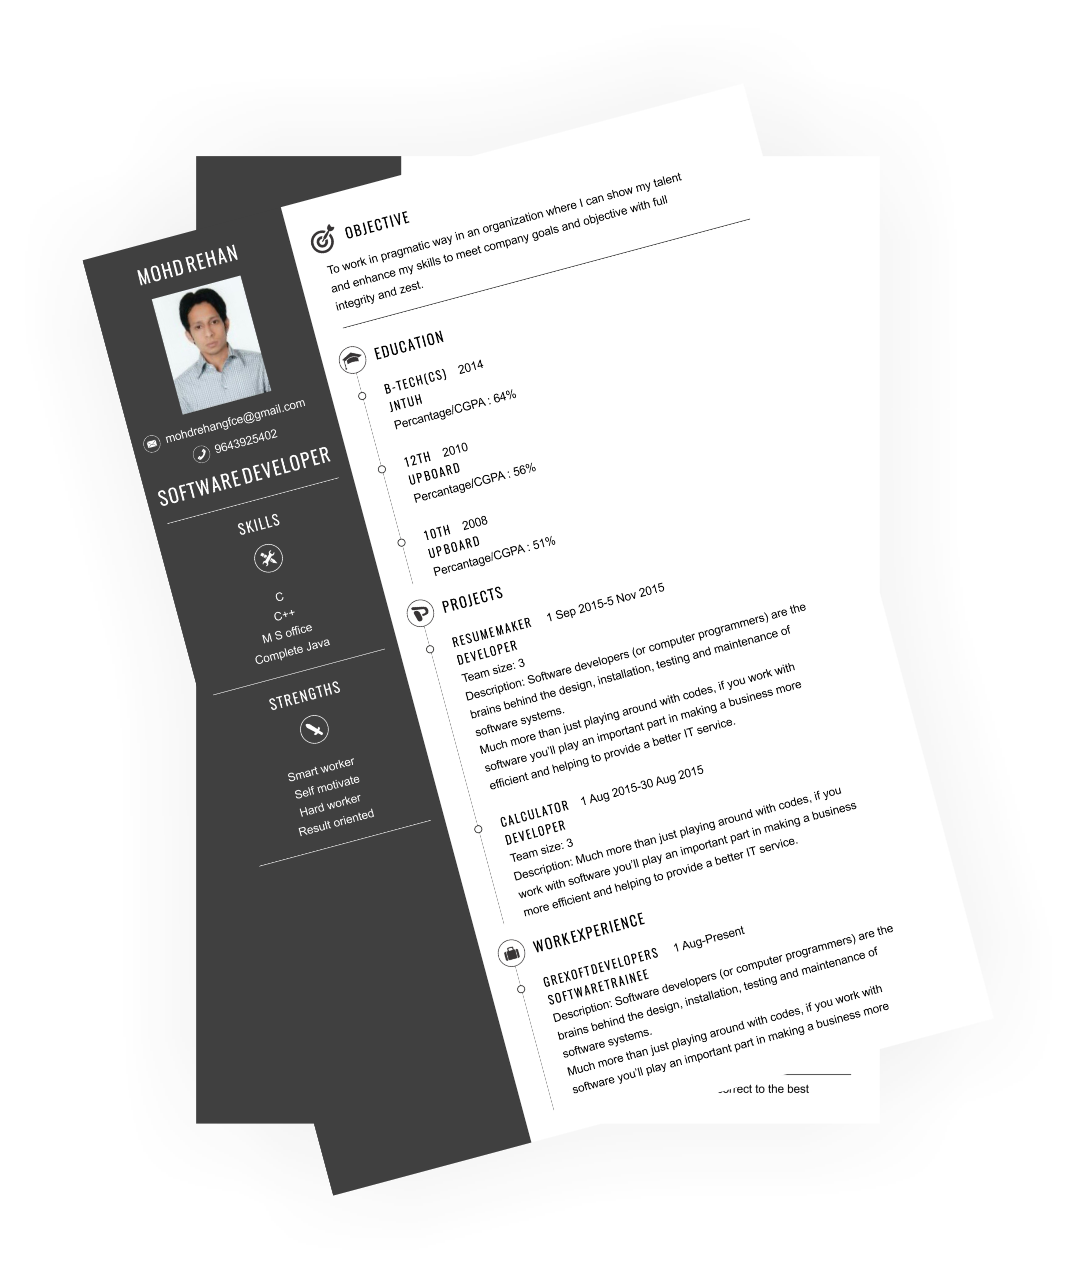 MOHD REHAN
mohdrehangfce@gmail.com
9643925402
SOFTWARE DEVELOPER
SKILLS
C
C++
M S office
Complete Java
STRENGTHS
Smart worker
Self motivate
Hard worker
Result oriented
OBJECTIVE
To work in pragmatic way in an organization where I can show my talent
and enhance my skills to meet company goals and objective with full
integrity and zest.
EDUCATION
B-TECH(CS) 2014
JNTUH
Percentage/CGPA : 64%
12TH 2010
UPBOARD
Percentage/CGPA : 56%
10TH 2008
UPBOARD
Percentage/CGPA : 51%
PROJECTS
RESUMEMAKER 1 Sep 2015-5 Nov 2015
DEVELOPER
Team size: 3
Description: Software developers (or computer programmers) are the
brains behind the design, installation, testing and maintenance of
software systems.
Much more than just playing around with codes, if you work with
software you'll play an important part in making a business more
efficient and helping to provide a better IT service.
CALCULATOR 1 Aug 2015-30 Aug 2015
DEVELOPER
Team size: 3
Description: Much more than just playing around with codes, if you
work with software you'll play an important part in making a business
more efficient and helping to provide a better IT service.
WORKEXPERIENCE
GREXOFTDEVELOPERS 1 Aug-Present
SOFTWARETRAINEE
Description: Software developers (or computer programmers) are the
brains behind the design, installation, testing and maintenance of
software systems.
Much more than just playing around with codes, if you work with
software you'll play an important part in making a business more
to the best